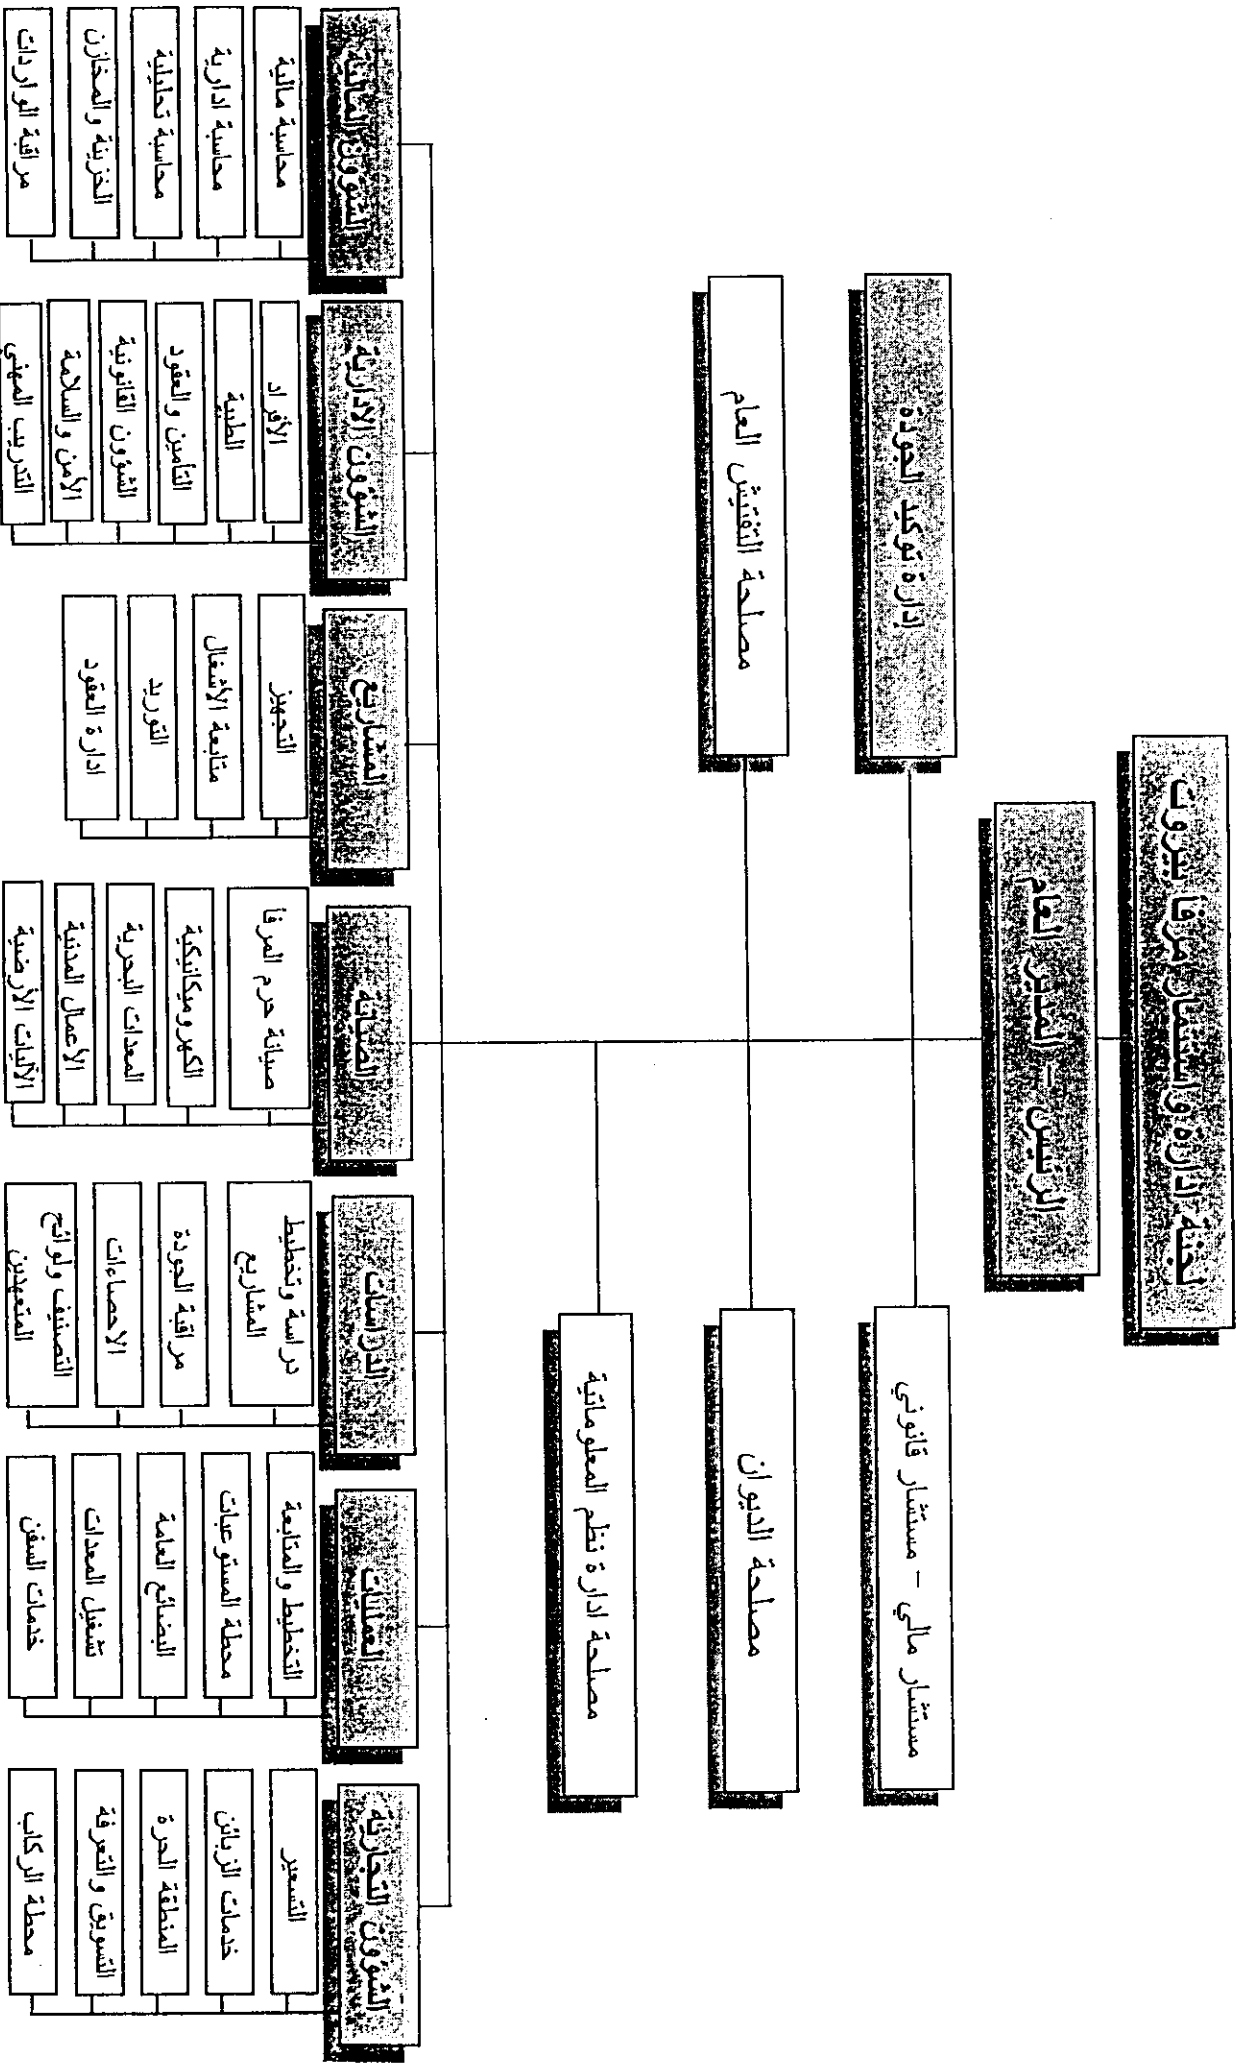 لجنة ادارة واستثمار مرفأ بيروت
الرئيس - المدير العام
إدارة توكيد الجودة
مستشار مالي - مستشار قانوني
مصلحة التفتيش العام
مصلحة الديوان
مصلحة ادارة نظم المعلوماتية
الشؤون المالية
محاسبة مالية
محاسبة ادارية
محاسبة تحليلية
الخزينة والمخازن
مراقبة الواردات
الشؤون الادارية
الأفراد
الطبية
التأمين والعقود
الشؤون القانونية
الأمن والسلامة
التدريب المهني
المشاريع
التجهيز
متابعة الأشغال
التوريد
ادارة العقود
الصيانة
صيانة حرم المرفأ
الكهروميكانيكية
المعدات البحرية
الأعمال المدنية
الآليات الأرضية
الدراسات
دراسة وتخطيط
المشاريع
مراقبة الجودة
الاحصاءات
التصنيف ولوائح
المتعهدين
العمليات
التخطيط والمتابعة
محطة المستوعبات
البضائع العامة
تشغيل المعدات
خدمات السفن
الشؤون التجارية
التسعير
خدمات الزبائن
المنطقة الحرة
التسويق والتعرفة
محطة الركاب